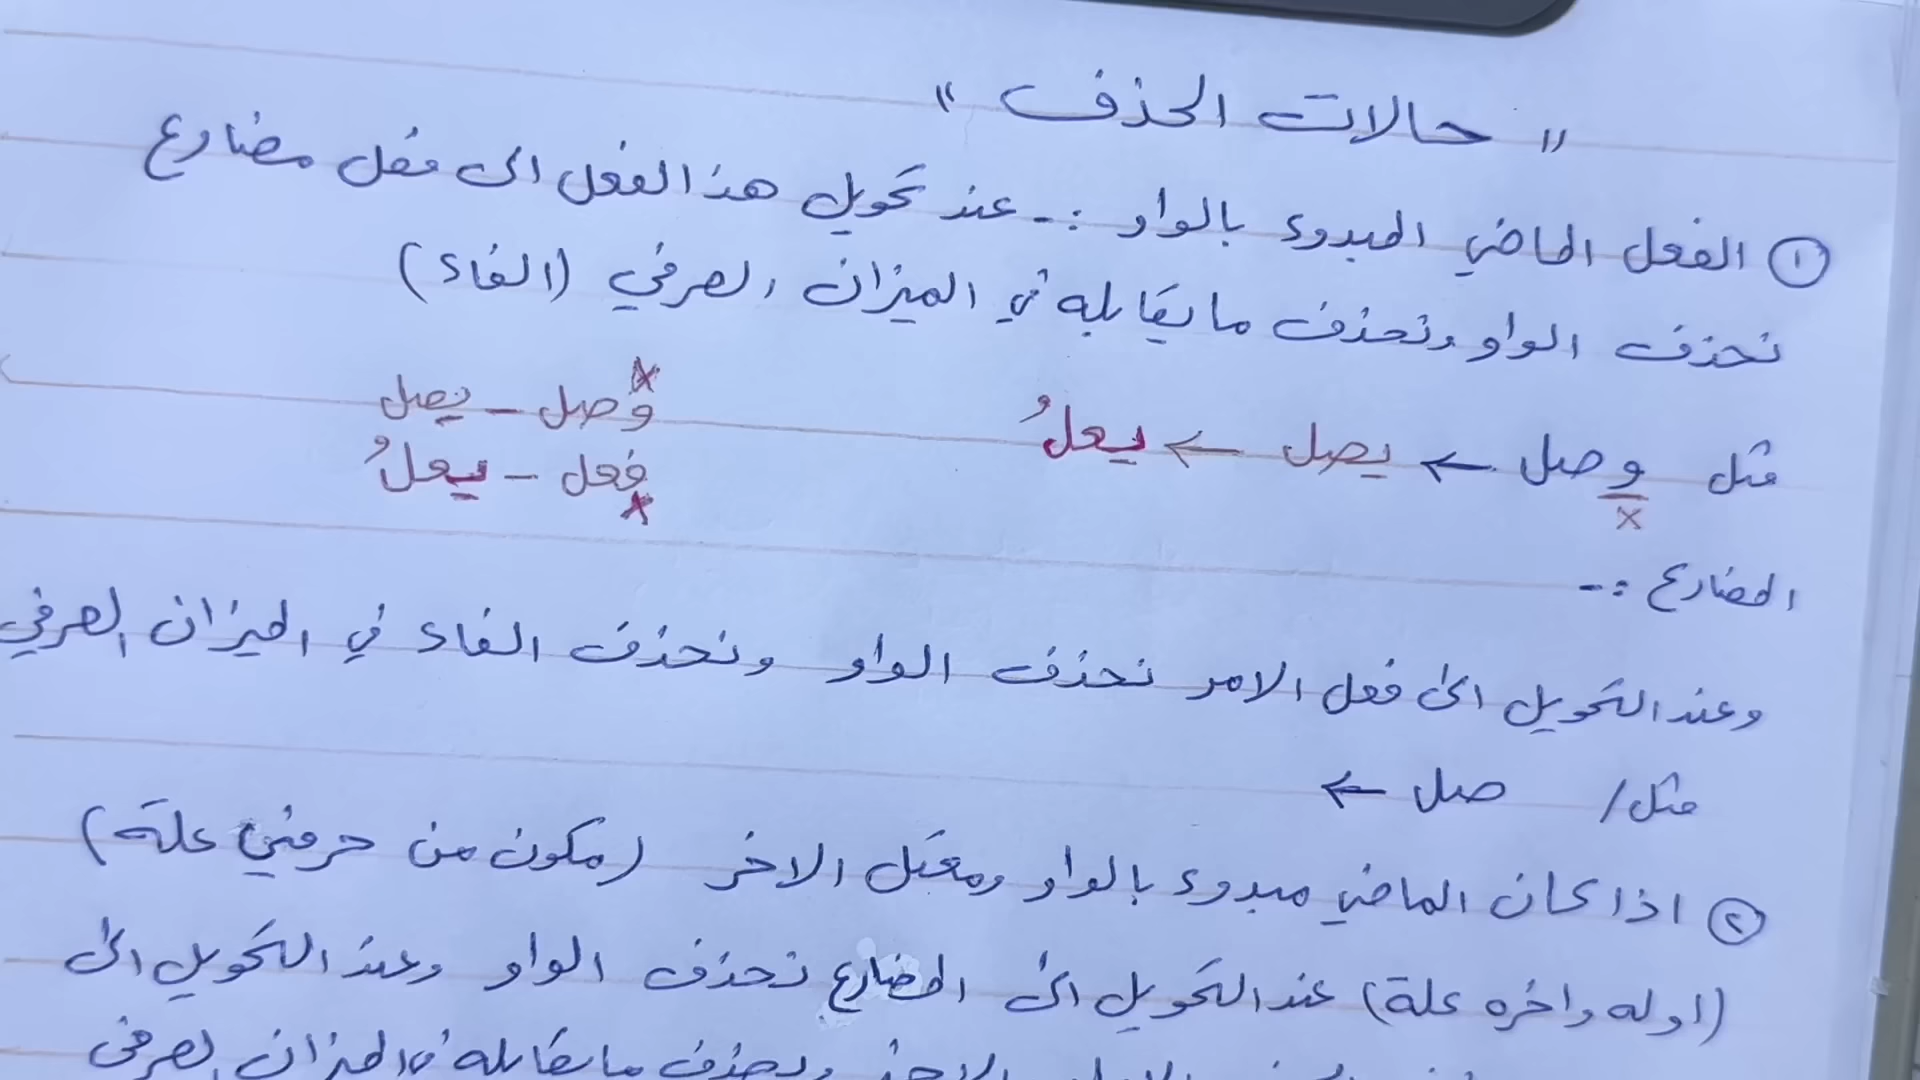 " حالات الحذف "
① الفعل الماضي المبدوء بالواو :- عند تحويل هذا الفعل الى فعل مضارع
نحذف الواو ونحذف ما يقابله في الميزان الصرفي (الفاء)
مثل وصل ← يصل ← يعلُ
x
x
وصل - يصل
فعل - يعلُ
x
المضارع :-
وعند التحويل الى فعل الامر نحذف الواو ونحذف الفاء في الميزان الصرفي
مثل/ صل ←
② اذا كان الماضي مبدوء بالواو ومعتل الاخر (مكون من حرفي علة)
(اوله واخره علة) عند التحويل الى المضارع نحذف الواو وعند التحويل الى
ونحذف ما يقابله في الميزان الصرفي